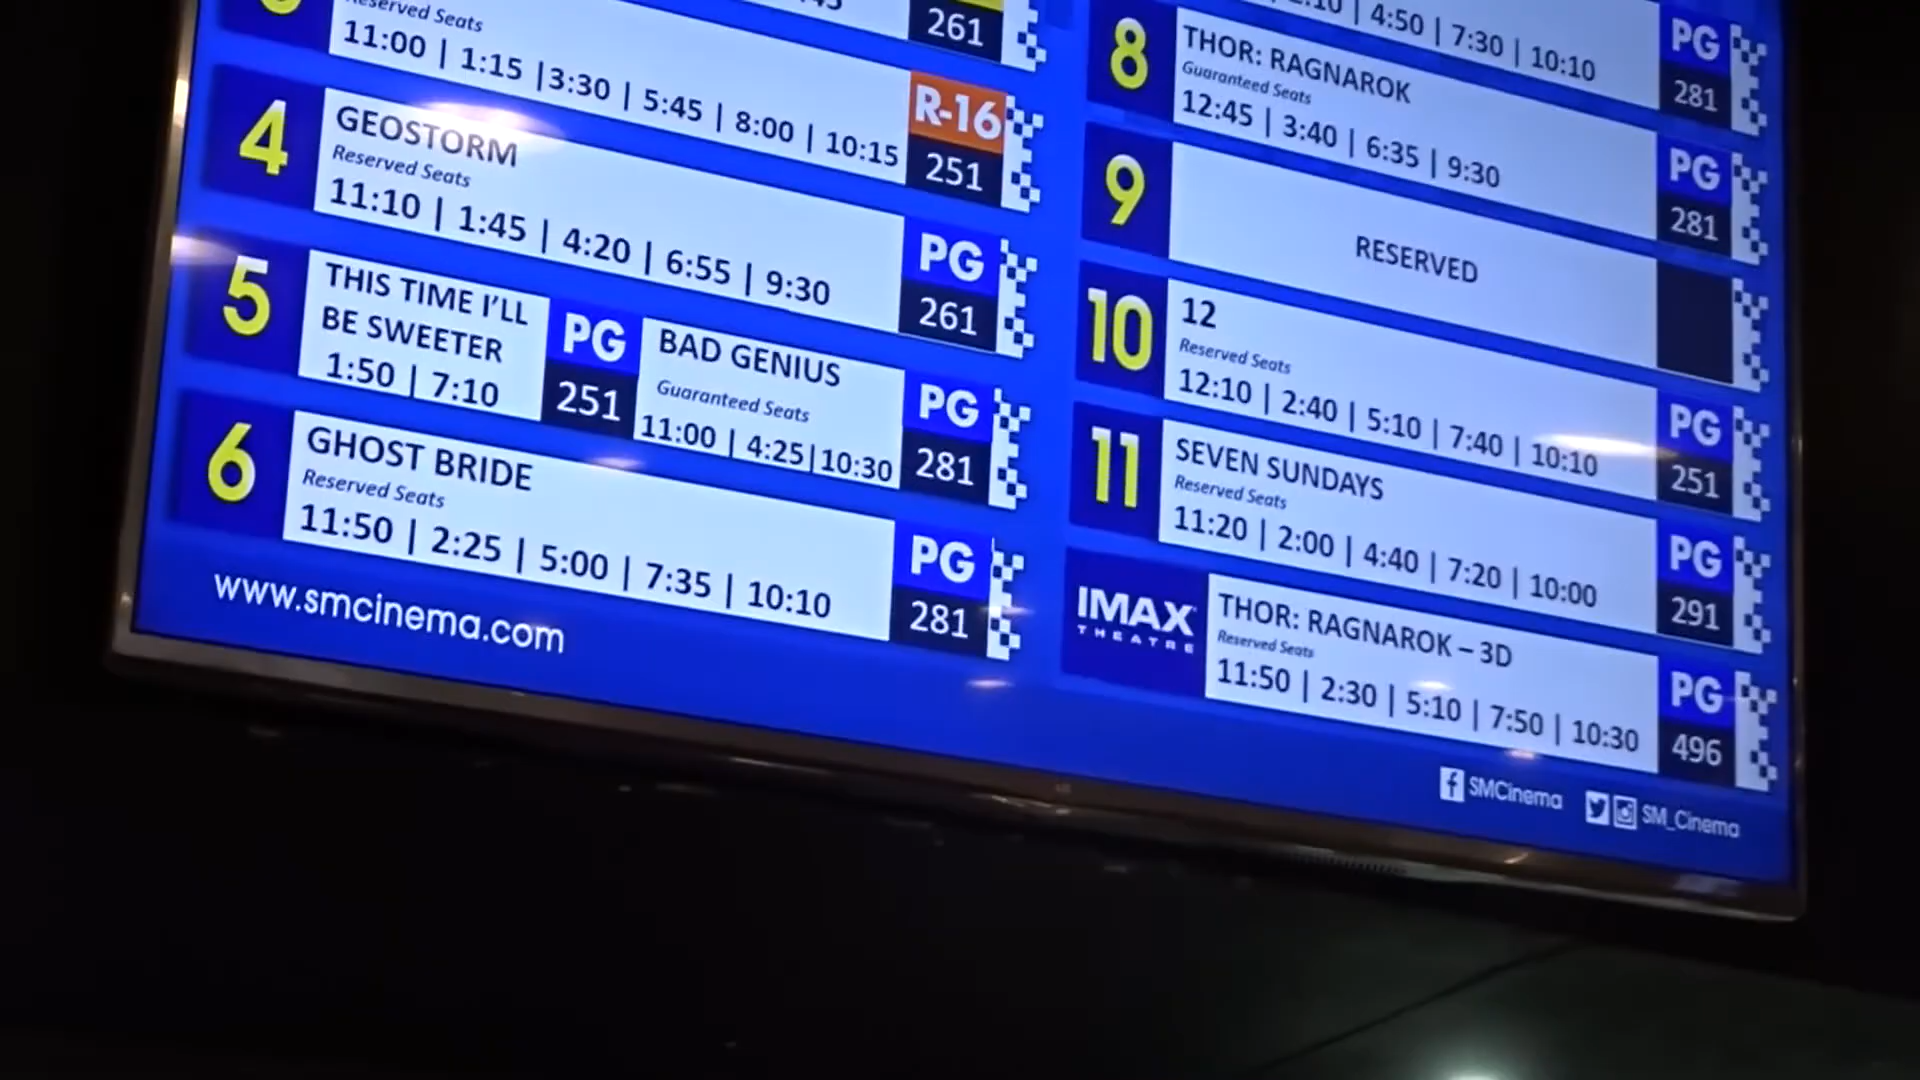 261
Reserved Seats
11:00 | 1:15 |3:30 | 5:45 | 8:00 | 10:15
R-16
251
4
GEOSTORM
Reserved Seats
11:10 | 1:45 | 4:20 | 6:55 | 9:30
PG
261
5
THIS TIME I'LL
BE SWEETER
1:50 | 7:10
PG
251
BAD GENIUS
Guaranteed Seats
11:00 | 4:25|10:30
PG
281
6
GHOST BRIDE
Reserved Seats
11:50 | 2:25 | 5:00 | 7:35 | 10:10
PG
281
www.smcinema.com
| 4:50 | 7:30 | 10:10
PG
281
8
THOR: RAGNAROK
Guaranteed Seats
12:45 | 3:40 | 6:35 | 9:30
PG
281
9
RESERVED
10
12
Reserved Seats
12:10 | 2:40 | 5:10 | 7:40 | 10:10
PG
251
11
SEVEN SUNDAYS
Reserved Seats
11:20 | 2:00 | 4:40 | 7:20 | 10:00
PG
291
IMAX
THEATRE
THOR: RAGNAROK – 3D
Reserved Seats
11:50 | 2:30 | 5:10 | 7:50 | 10:30
PG
496
SMCinema
SM_Cinema